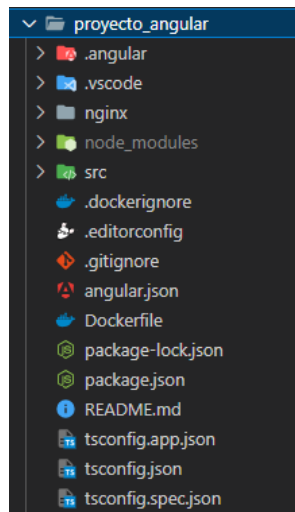 proyecto_angular
.angular
.vscode
nginx
node_modules
src
.dockerignore
.editorconfig
.gitignore
angular.json
Dockerfile
package-lock.json
package.json
README.md
tsconfig.app.json
tsconfig.json
tsconfig.spec.json